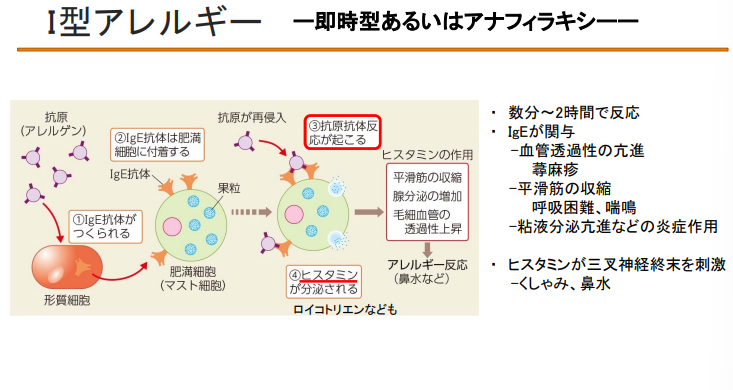 I型アレルギー ー即時型あるいはアナフィラキシーー
抗原
(アレルゲン)
②IgE抗体は肥満
細胞に付着する
IgE抗体
①IgE抗体が
つくられる
形質細胞
果粒
肥満細胞
(マスト細胞)
抗原が再侵入
③抗原抗体反
応が起こる
④ヒスタミン
が分泌される
ロイコトリエンなども
ヒスタミンの作用
平滑筋の収縮
腺分泌の増加
毛細血管の
透過性上昇
アレルギー反応
(鼻水など)
・ 数分～2時間で反応
・ IgEが関与
−血管透過性の亢進
蕁麻疹
−平滑筋の収縮
呼吸困難、喘鳴
−粘液分泌亢進などの炎症作用
・ ヒスタミンが三叉神経終末を刺激
−くしゃみ、鼻水